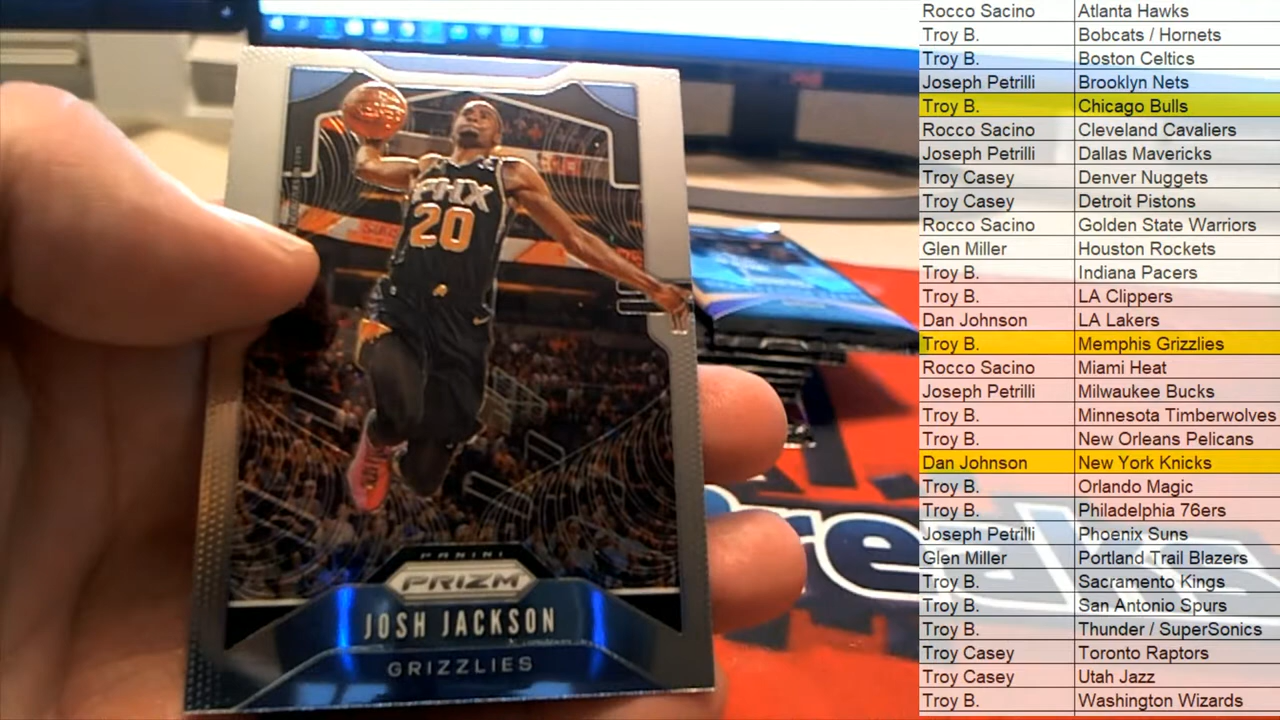 PHX
20
PANINI
PRIZM
JOSH JACKSON
GRIZZLIES
Rocco Sacino Atlanta Hawks
Troy B. Bobcats / Hornets
Troy B. Boston Celtics
Joseph Petrilli Brooklyn Nets
Troy B. Chicago Bulls
Rocco Sacino Cleveland Cavaliers
Joseph Petrilli Dallas Mavericks
Troy Casey Denver Nuggets
Troy Casey Detroit Pistons
Rocco Sacino Golden State Warriors
Glen Miller Houston Rockets
Troy B. Indiana Pacers
Troy B. LA Clippers
Dan Johnson LA Lakers
Troy B. Memphis Grizzlies
Rocco Sacino Miami Heat
Joseph Petrilli Milwaukee Bucks
Troy B. Minnesota Timberwolves
Troy B. New Orleans Pelicans
Dan Johnson New York Knicks
Troy B. Orlando Magic
Troy B. Philadelphia 76ers
Joseph Petrilli Phoenix Suns
Glen Miller Portland Trail Blazers
Troy B. Sacramento Kings
Troy B. San Antonio Spurs
Troy B. Thunder / SuperSonics
Troy Casey Toronto Raptors
Troy Casey Utah Jazz
Troy B. Washington Wizards